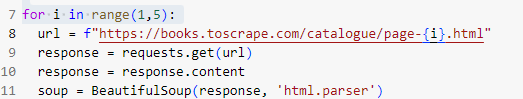 7 for i in range(1,5):
8 url = f"https://books.toscrape.com/catalogue/page-{i}.html"
9 response = requests.get(url)
10 response = response.content
11 soup = BeautifulSoup(response, 'html.parser')